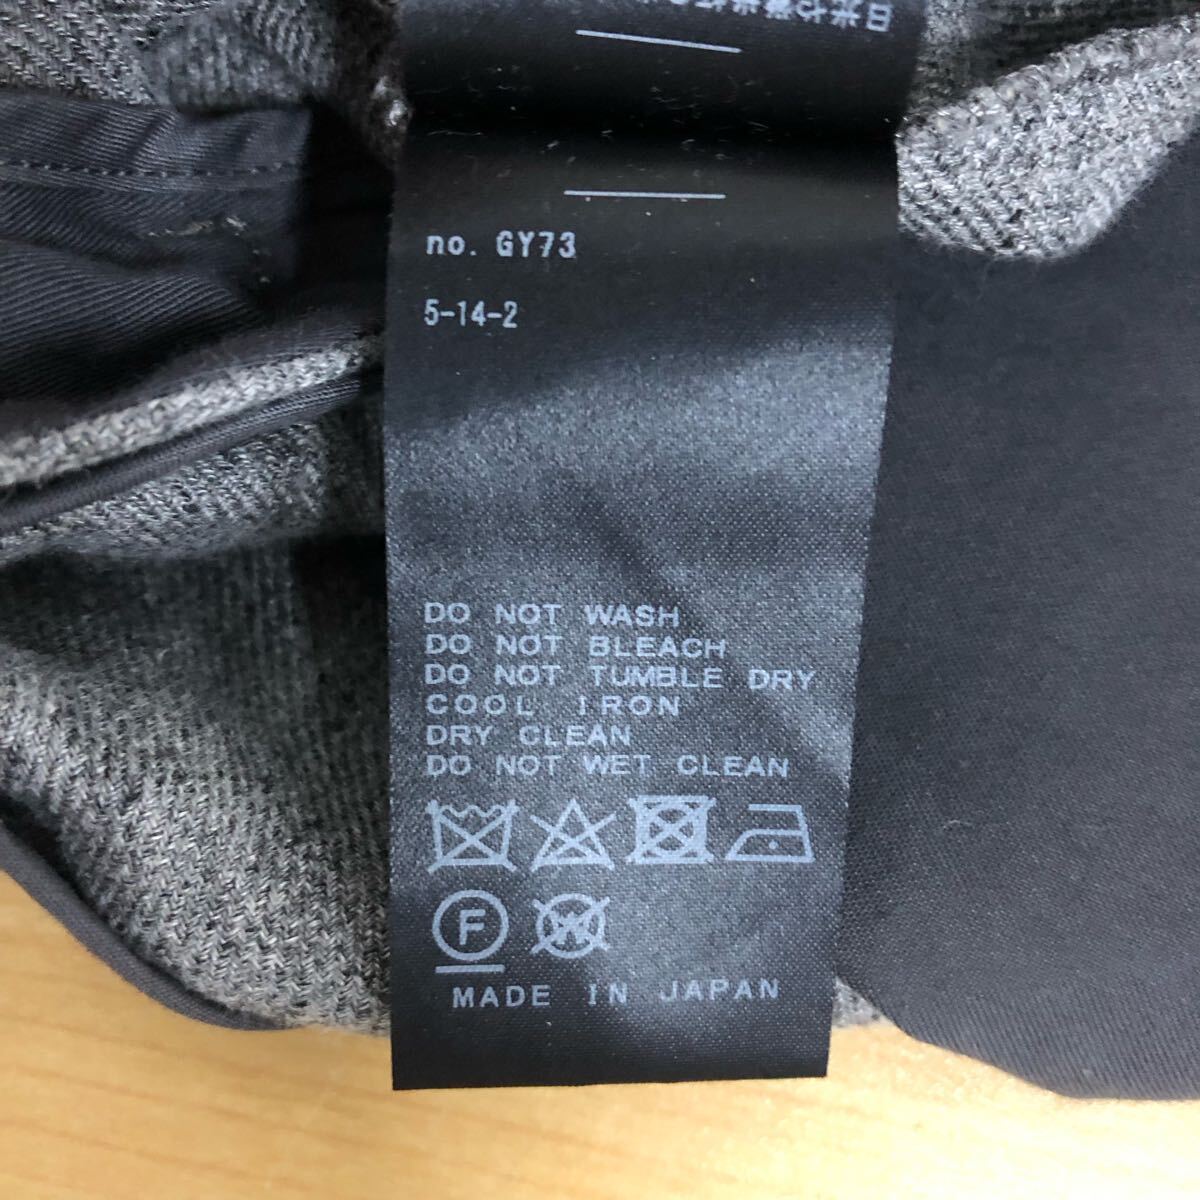 no. GY73
5-14-2
DO NOT WASH
DO NOT BLEACH
DO NOT TUMBLE DRY
COOL IRON
DRY CLEAN
DO NOT WET CLEAN
F W
MADE IN JAPAN